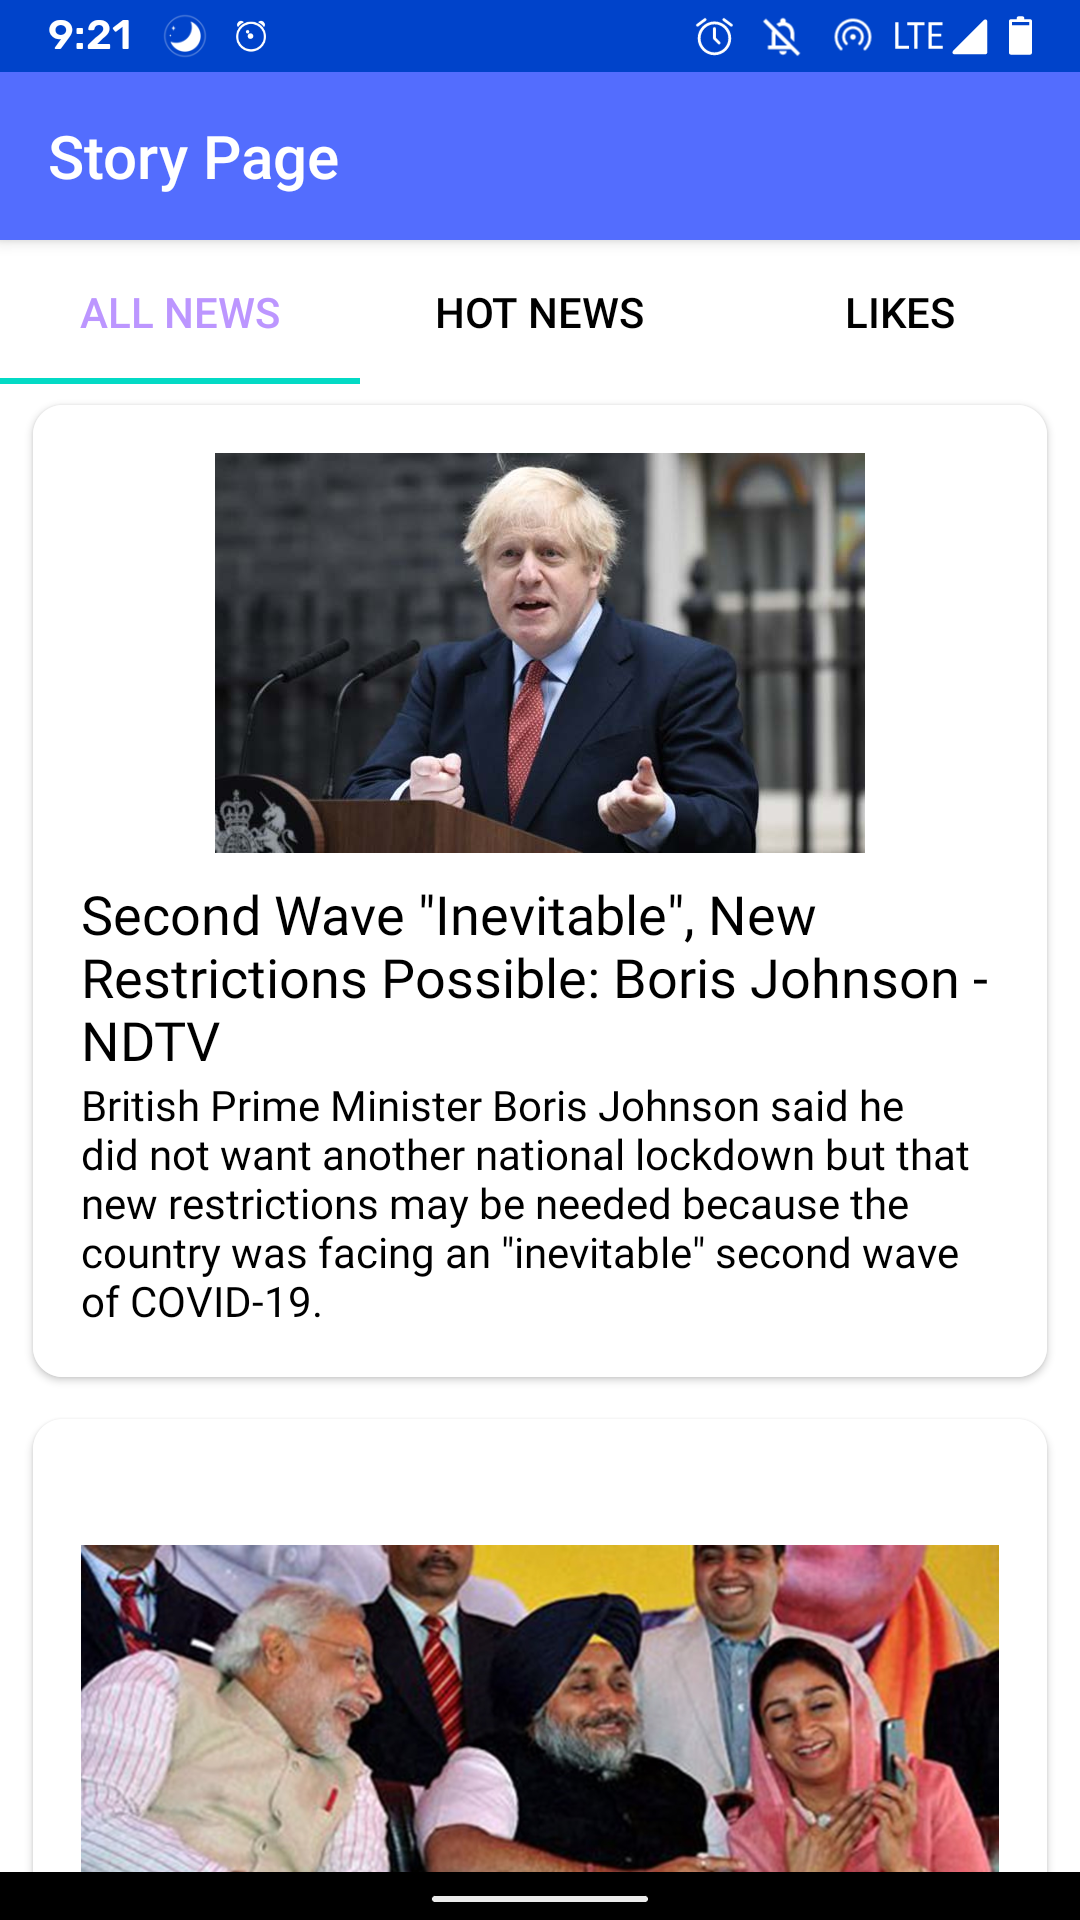 9:21
LTE
Story Page
ALL NEWS
HOT NEWS
LIKES
Second Wave "Inevitable", New
Restrictions Possible: Boris Johnson -
NDTV
British Prime Minister Boris Johnson said he
did not want another national lockdown but that
new restrictions may be needed because the
country was facing an "inevitable" second wave
of COVID-19.